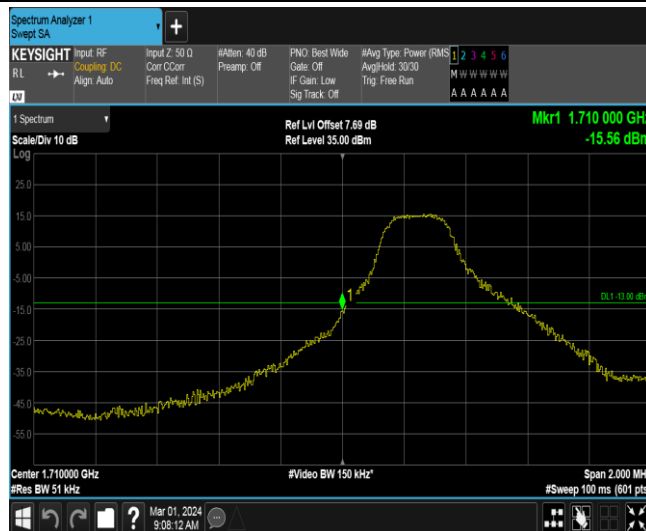 Spectrum Analyzer 1
Swept SA
+
KEYSIGHT
RL
Input: RF
Coupling: DC
Align: Auto
Input Z: 50 Ω
Corr CCorr
Freq Ref: Int (S)
#Atten: 40 dB
Preamp: Off
PNO: Best Wide
Gate: Off
IF Gain: Low
Sig Track: Off
#Avg Type: Power (RMS
Avg|Hold: 30/30
Trig: Free Run
1 2 3 4 5 6
M W W W W W
A A A A A A
1 Spectrum
Scale/Div 10 dB
Ref Lvl Offset 7.69 dB
Ref Level 35.00 dBm
Mkr1 1.710 000 GHz
-15.56 dBm
Log
25.0
15.0
5.00
-5.00
-15.0
-25.0
-35.0
-45.0
-55.0
1
DL1 -13.00 dBm
Center 1.710000 GHz
#Video BW 150 kHz*
Span 2.000 MH
#Res BW 51 kHz
#Sweep 100 ms (601 pts
?
Mar 01, 2024
9:08:12 AM